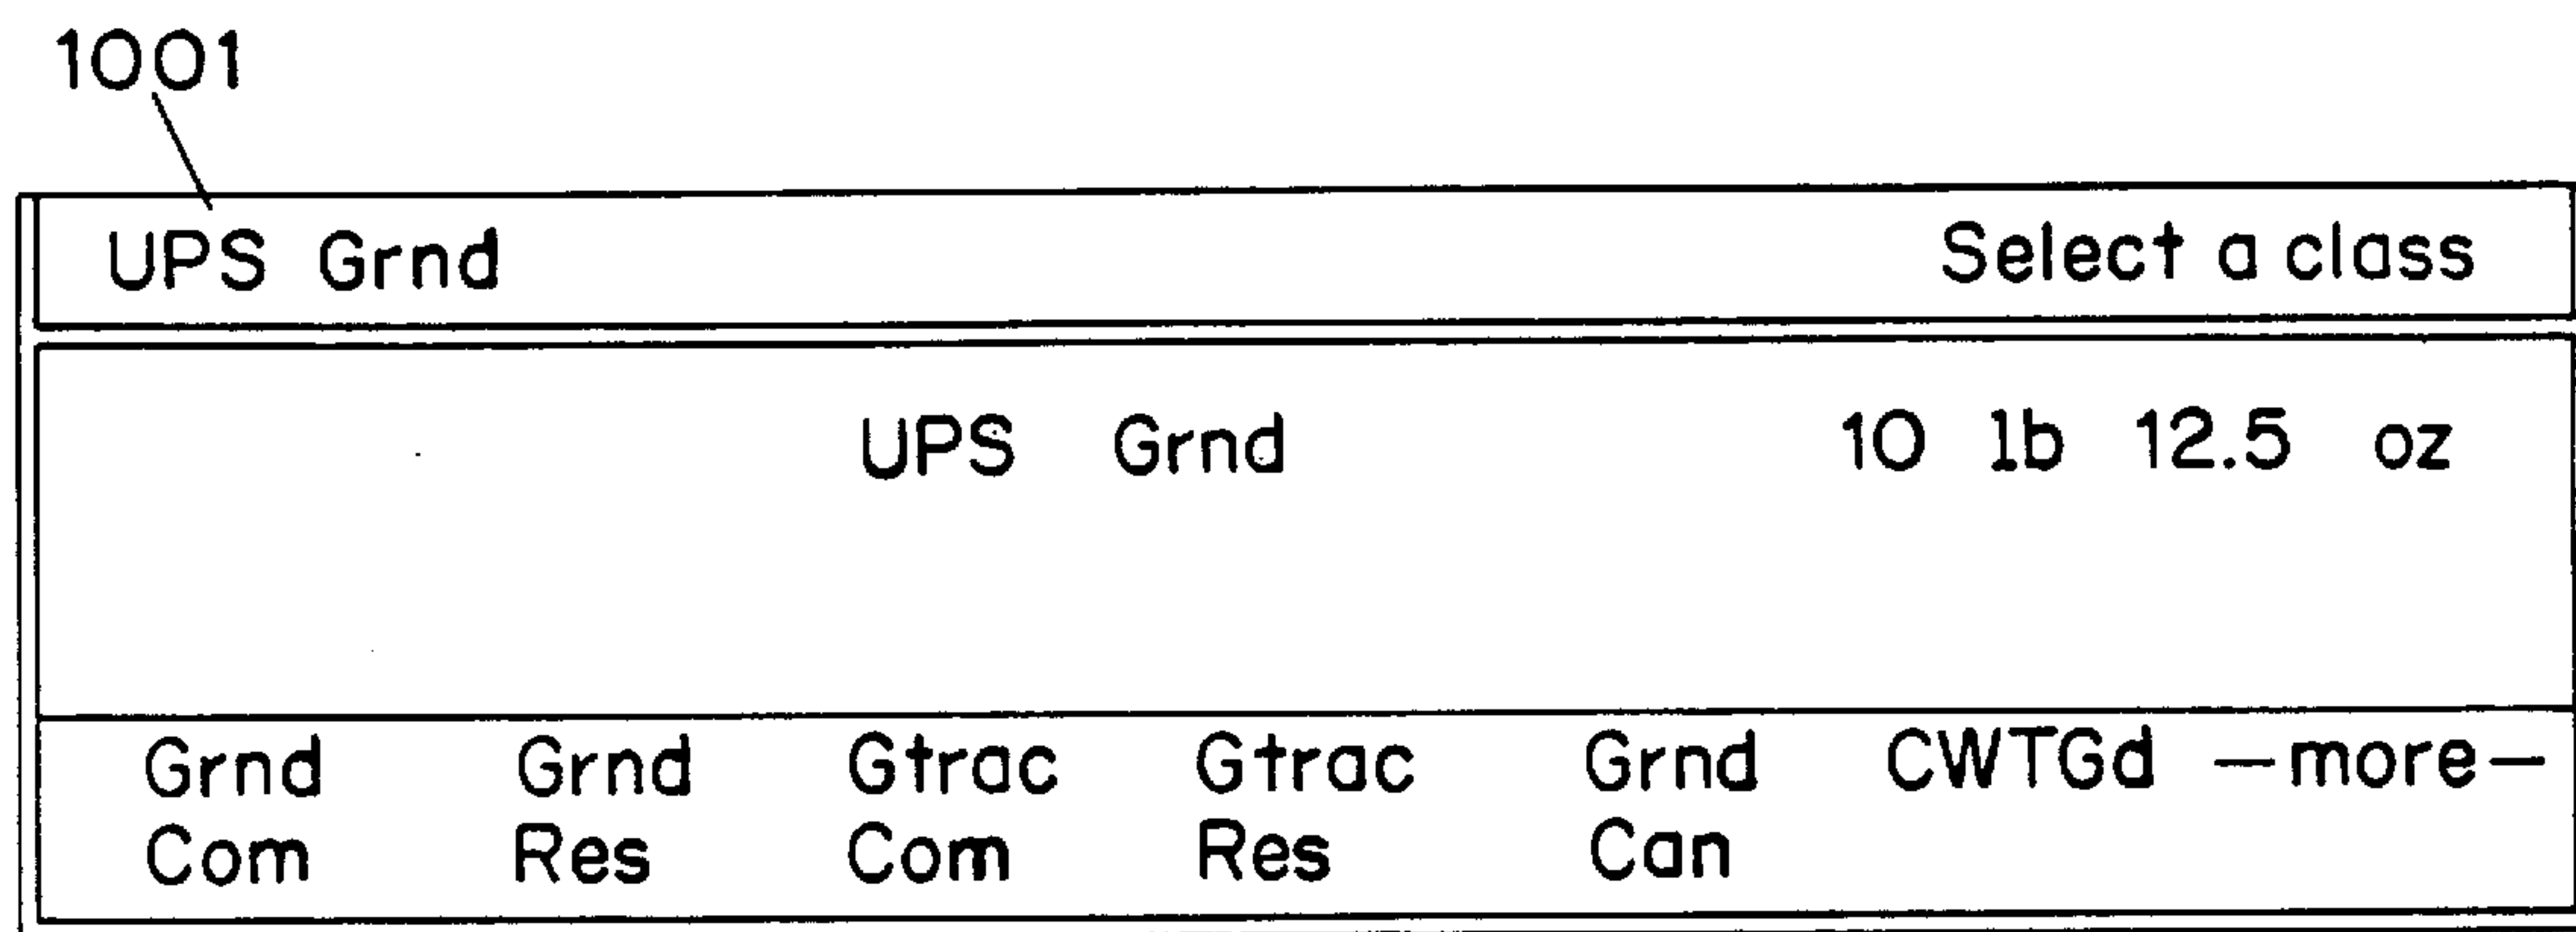 1001
UPS Grnd Select a class
UPS Grnd 10 lb 12.5 oz
Grnd Grnd Gtrac Gtrac Grnd CWTGd —more—
Com Res Com Res Can